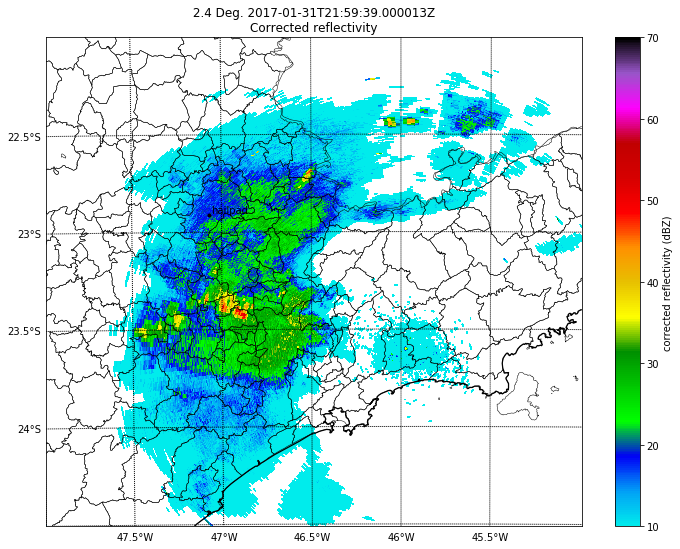 2.4 Deg. 2017-01-31T21:59:39.000013Z
Corrected reflectivity
70
60
50
40
30
20
10
corrected reflectivity (dBZ)
22.5°S
23°S
23.5°S
24°S
47.5°W
47°W
46.5°W
46°W
45.5°W